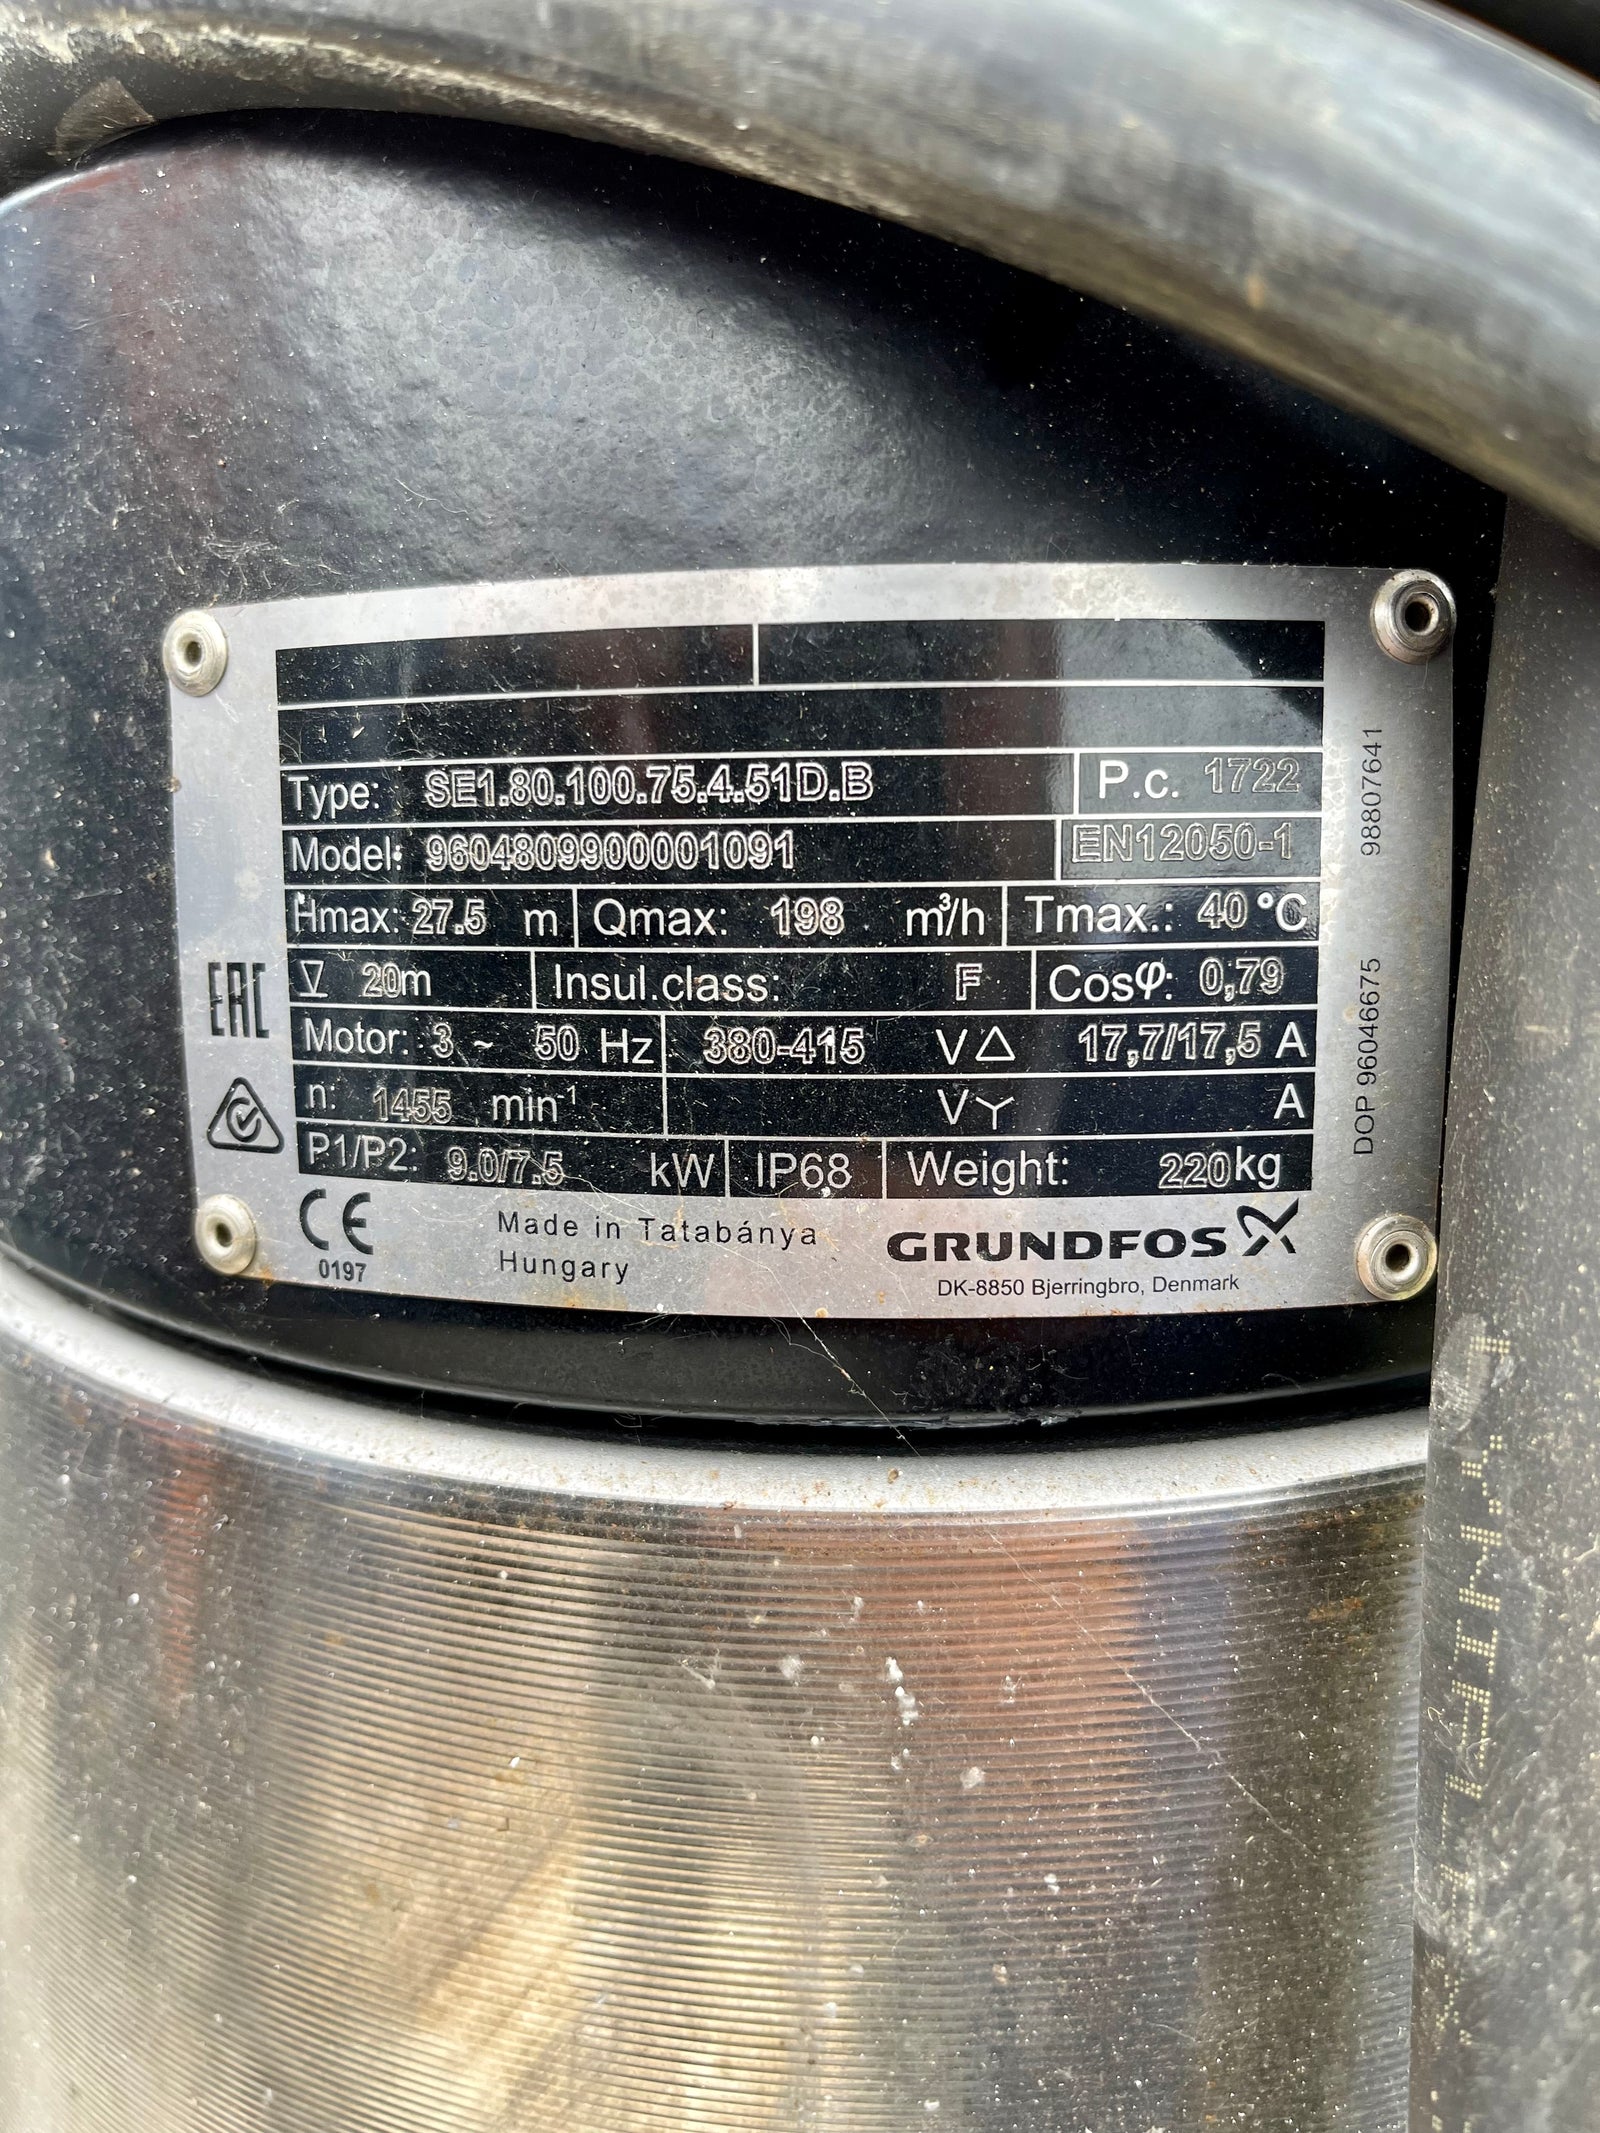 Type: SE1.80.100.75.4.51D.B P.c. 1722
Model: 9604809900001091 EN12050-1
Hmax: 27.5 m Qmax: 198 m³/h Tmax.: 40 °C
20m Insul.class: F Cosφ: 0,79
Motor: 3 ~ 50 Hz 380-415 V△ 17,7/17,5 A
n: 1455 min⁻¹ VY A
P1/P2: 9.0/7.5 kW IP68 Weight: 220kg
EAC
CE
0197
Made in Tatabánya
Hungary
GRUNDFOS
DK-8850 Bjerringbro, Denmark
98807641
DOP 96046675